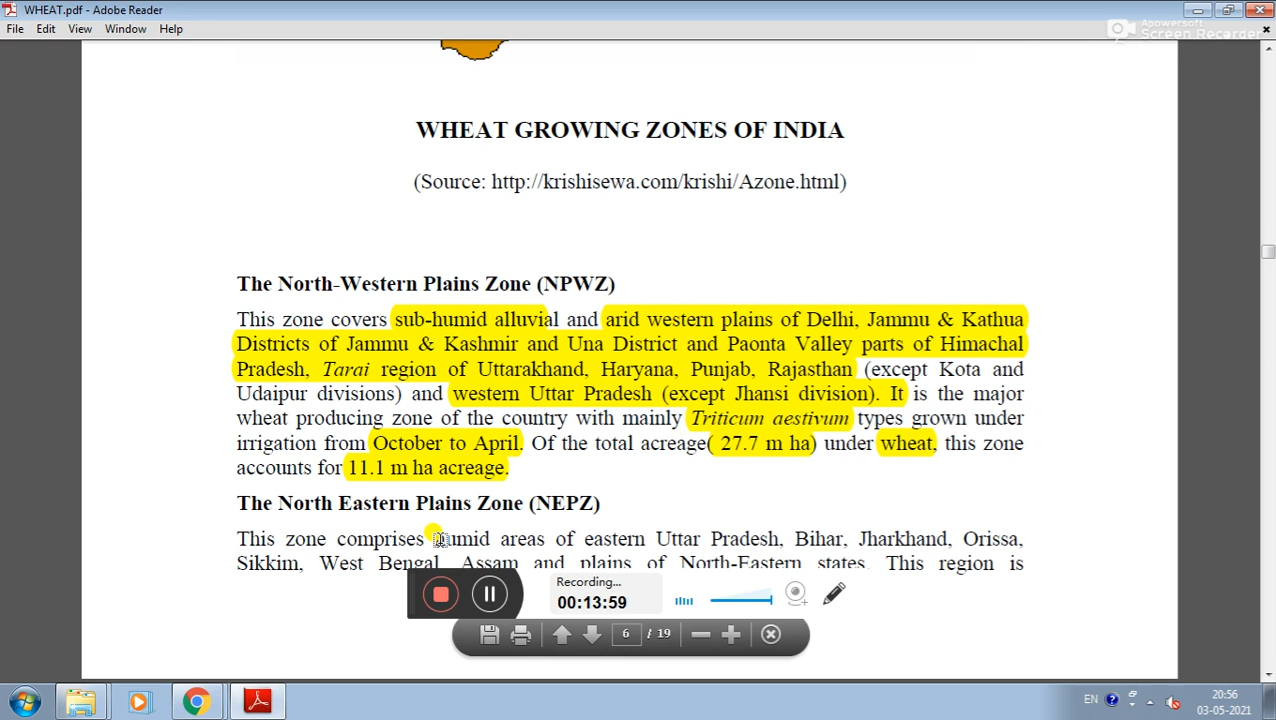 WHEAT.pdf - Adobe Reader
File Edit View Window Help
Apowersoft
Screen Recorder
WHEAT GROWING ZONES OF INDIA
(Source: http://krishisewa.com/krishi/Azone.html)
The North-Western Plains Zone (NPWZ)
This zone covers sub-humid alluvial and arid western plains of Delhi, Jammu & Kathua
Districts of Jammu & Kashmir and Una District and Paonta Valley parts of Himachal
Pradesh, Tarai region of Uttarakhand, Haryana, Punjab, Rajasthan (except Kota and
Udaipur divisions) and western Uttar Pradesh (except Jhansi division). It is the major
wheat producing zone of the country with mainly Triticum aestivum types grown under
irrigation from October to April. Of the total acreage( 27.7 m ha) under wheat, this zone
accounts for 11.1 m ha acreage.
The North Eastern Plains Zone (NEPZ)
This zone comprises humid areas of eastern Uttar Pradesh, Bihar, Jharkhand, Orissa,
Sikkim, West Bengal, Assam and plains of North-Eastern states. This region is
Recording...
00:13:59
6 / 19
EN
20:56
03-05-2021